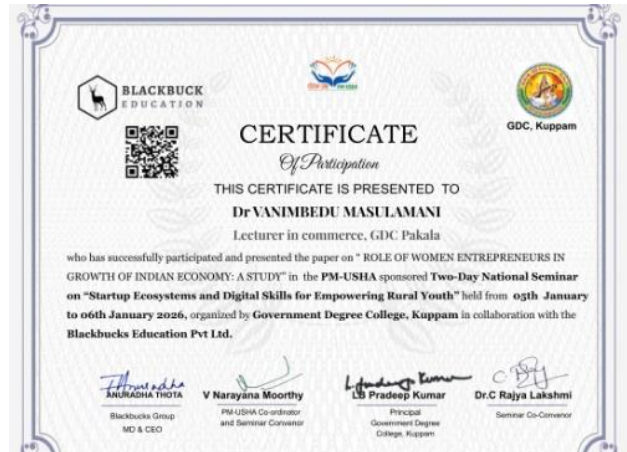 BLACKBUCK
EDUCATION
GDC, Kuppam
CERTIFICATE
Of Participation
THIS CERTIFICATE IS PRESENTED TO
Dr VANIMBEDU MASULAMANI
Lecturer in commerce, GDC Pakala
who has successfully participated and presented the paper on " ROLE OF WOMEN ENTREPRENEURS IN
GROWTH OF INDIAN ECONOMY: A STUDY" in the PM-USHA sponsored Two-Day National Seminar
on "Startup Ecosystems and Digital Skills for Empowering Rural Youth" held from 05th January
to 06th January 2026, organized by Government Degree College, Kuppam in collaboration with the
Blackbucks Education Pvt Ltd.
ANURADHA THOTA
Blackbucks Group
MD & CEO
V Narayana Moorthy
PM-USHA Co-ordinator
and Seminar Convenor
LB Pradeep Kumar
Principal
Government Degree
College, Kuppam
Dr.C Rajya Lakshmi
Seminar Co-Convenor